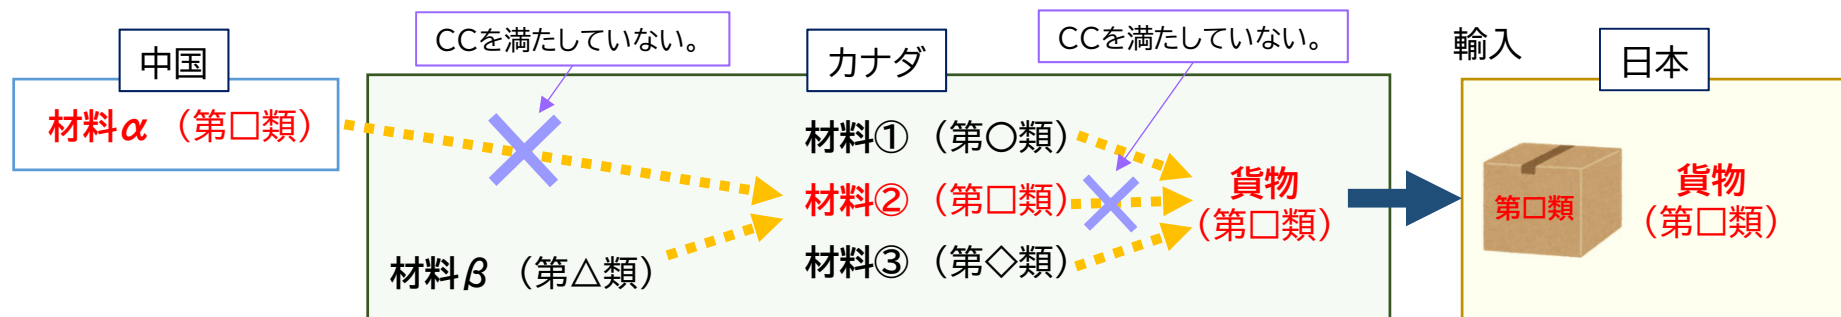 CCを満たしていない。
CCを満たしていない。
輸入
中国
カナダ
日本
材料α（第□類）
材料①（第○類）
材料②（第□類）
材料③（第◇類）
材料β（第△類）
貨物
（第□類）
第□類
貨物
（第□類）